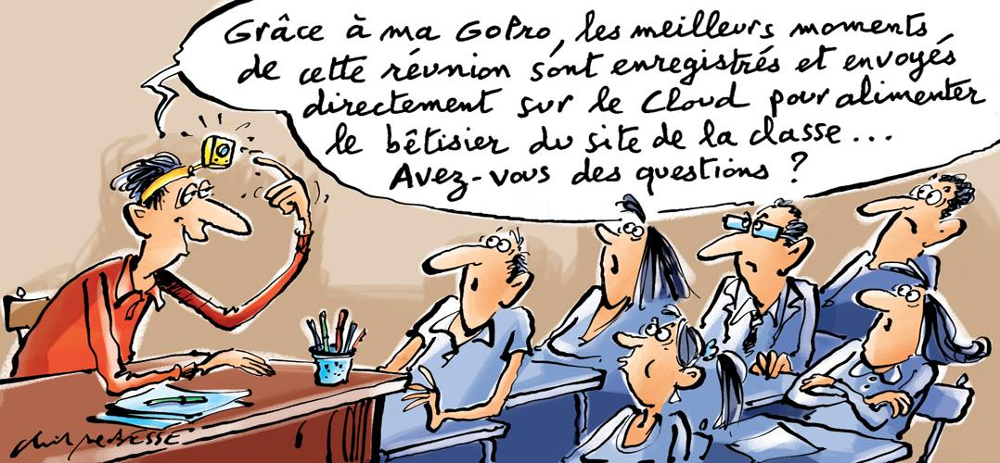 Grâce à ma GoPro, les meilleurs moments
de cette réunion sont enregistrés et envoyés
directement sur le Cloud pour alimenter
le bêtisier du site de la classe...
Avez-vous des questions ?